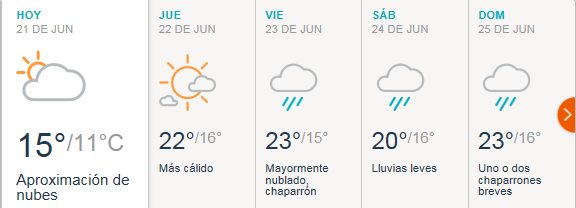 HOY
21 DE JUN
15°/11°C
Aproximación de
nubes
JUE
22 DE JUN
22°/16°
Más cálido
VIE
23 DE JUN
23°/15°
Mayormente
nublado,
chaparrón
SÁB
24 DE JUN
20°/16°
Lluvias leves
DOM
25 DE JUN
23°/16°
Uno o dos
chaparrones
breves